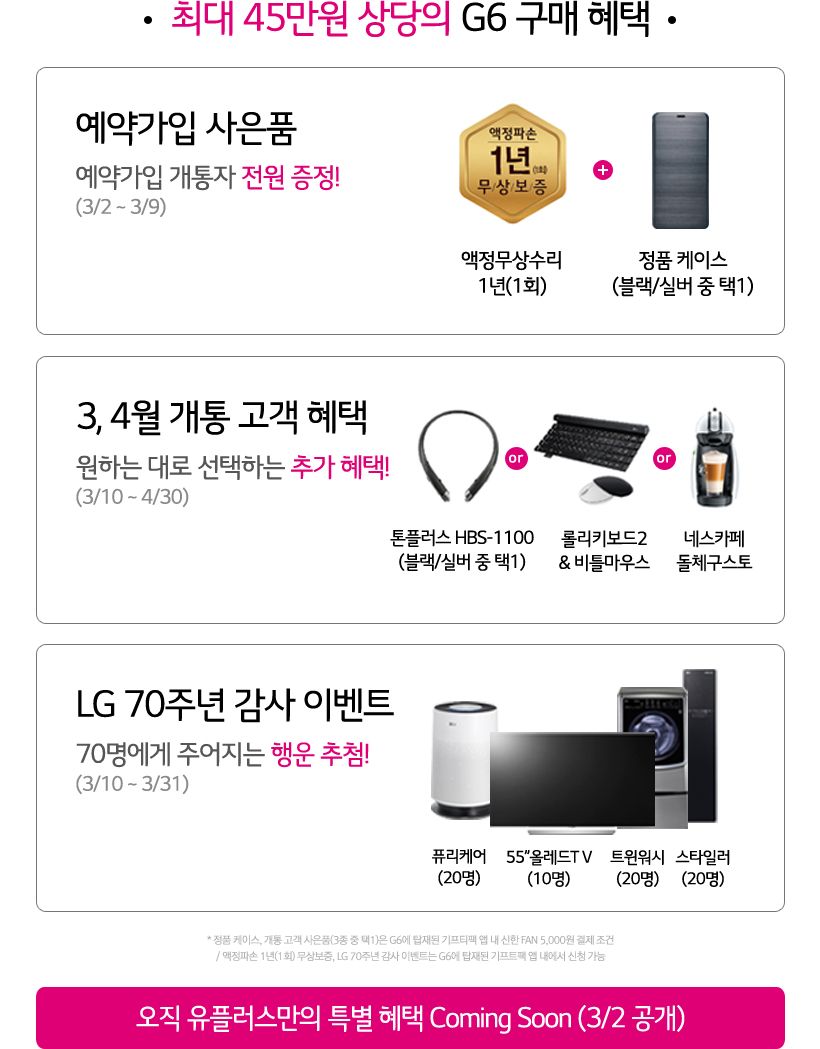 • 최대 45만원 상당의 G6 구매 혜택 •
예약가입 사은품
예약가입 개통자 전원 증정!
(3/2 ~ 3/9)
액정파손
1년(1회)
무/상/보/증
+
액정무상수리
1년(1회)
정품 케이스
(블랙/실버 중 택1)
3, 4월 개통 고객 혜택
원하는 대로 선택하는 추가 혜택!
(3/10 ~ 4/30)
or
or
톤플러스 HBS-1100
(블랙/실버 중 택1)
롤리키보드2
& 비틀마우스
네스카페
돌체구스토
LG 70주년 감사 이벤트
70명에게 주어지는 행운 추첨!
(3/10 ~ 3/31)
퓨리케어
(20명)
55"올레드T V
(10명)
트윈워시
(20명)
스타일러
(20명)
* 정품 케이스, 개통 고객 사은품(3종 중 택1)은 G6에 탑재된 기프티팩 앱 내 신한 FAN 5,000원 결제 조건
/ 액정파손 1년(1회) 무상보증, LG 70주년 감사 이벤트는 G6에 탑재된 기프트팩 앱 내에서 신청 가능
오직 유플러스만의 특별 혜택 Coming Soon (3/2 공개)